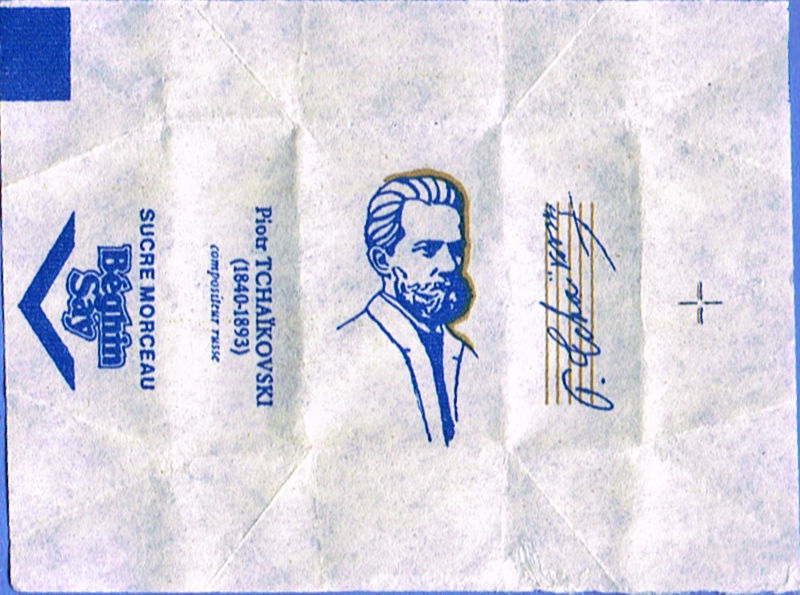 Piotr TCHAÏKOVSKI
(1840-1893)
compositeur russe
SUCRE MORCEAU
Béghin
Say